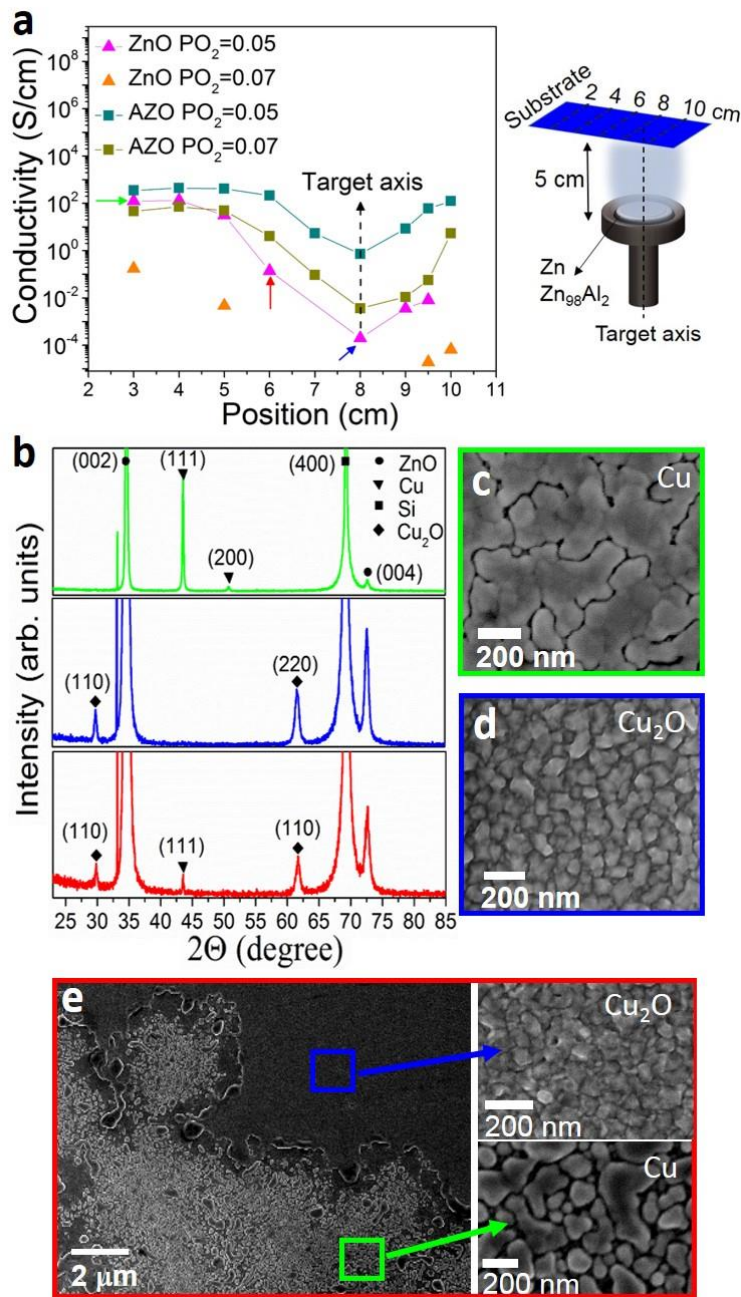 a
Conductivity (S/cm)
10^8
10^6
10^4
10^2
10^0
10^-2
10^-4
ZnO PO2=0.05
ZnO PO2=0.07
AZO PO2=0.05
AZO PO2=0.07
Target axis
2 3 4 5 6 7 8 9 10 11
Position (cm)
Substrate
2 4 6 8 10 cm
5 cm
Zn
Zn98Al2
Target axis
b
Intensity (arb. units)
(002) (111) (400)
ZnO
Cu
Si
Cu2O
(200) (004)
(110) (220)
(110) (111) (110)
25 30 35 40 45 50 55 60 65 70 75 80 85
2Θ (degree)
c
Cu
200 nm
d
Cu2O
200 nm
e
2 μm
Cu2O
200 nm
Cu
200 nm